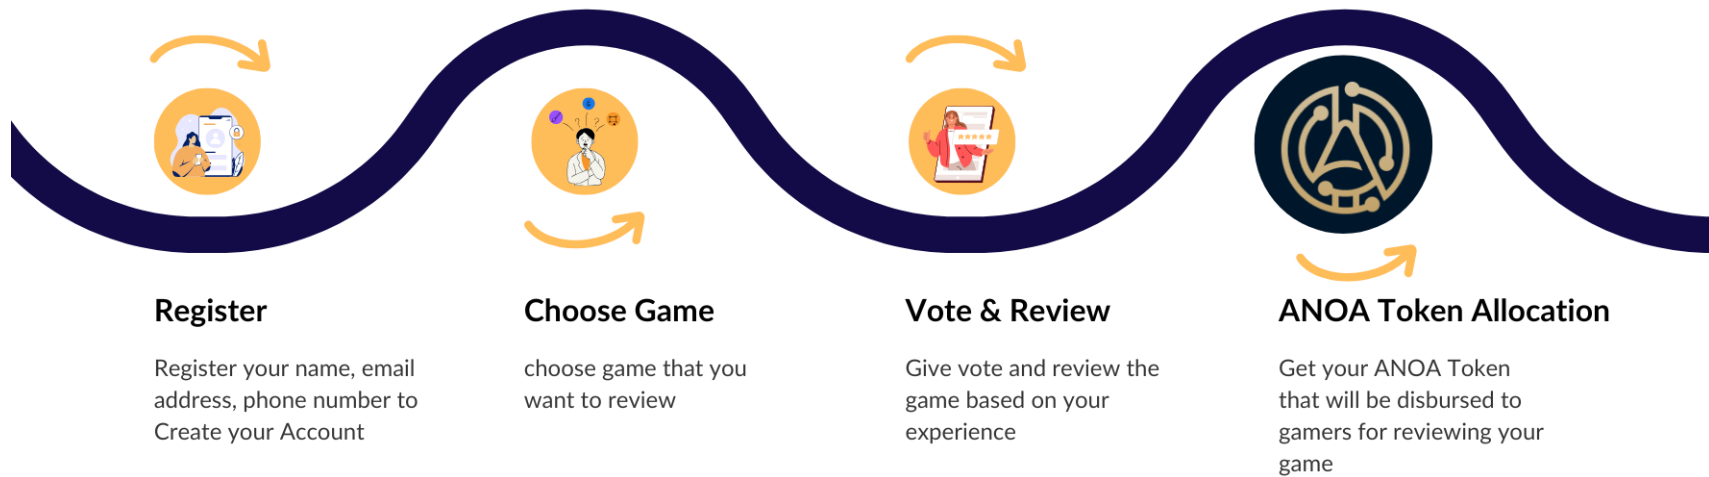 Register
Register your name, email
address, phone number to
Create your Account
Choose Game
choose game that you
want to review
Vote & Review
Give vote and review the
game based on your
experience
ANOA Token Allocation
Get your ANOA Token
that will be disbursed to
gamers for reviewing your
game